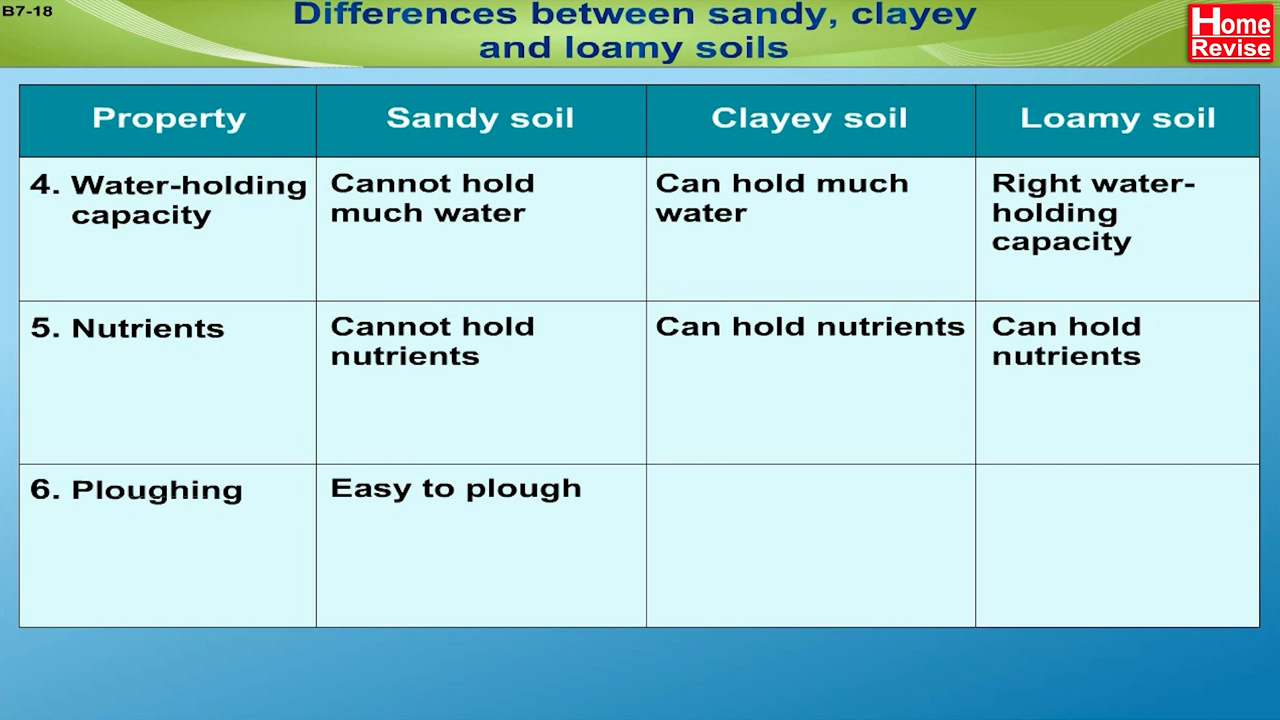 B7-18
Differences between sandy, clayey
and loamy soils
Home
Revise
Property
Sandy soil
Clayey soil
Loamy soil
4. Water-holding
capacity
Cannot hold
much water
Can hold much
water
Right water-
holding
capacity
5. Nutrients
Cannot hold
nutrients
Can hold nutrients
Can hold
nutrients
6. Ploughing
Easy to plough